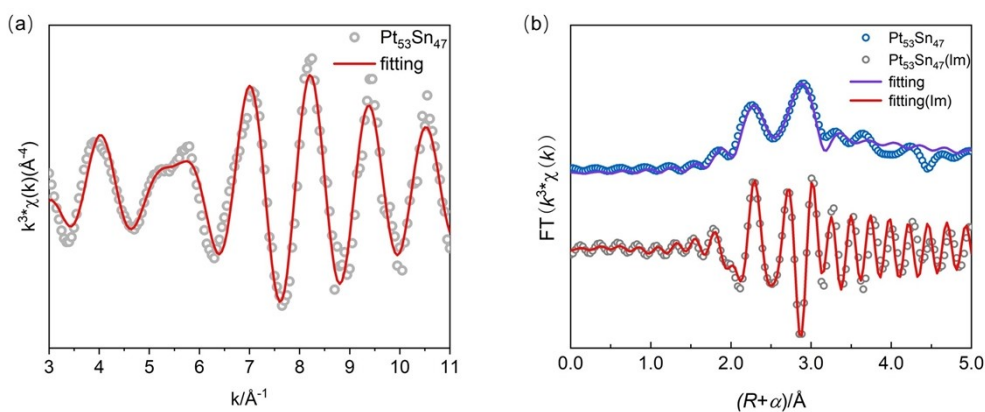 (a)
Pt₅₃Sn₄₇
fitting
k³*χ(k)(Å⁻⁴)
3 4 5 6 7 8 9 10 11
k/Å⁻¹
(b)
Pt₅₃Sn₄₇
Pt₅₃Sn₄₇(Im)
fitting
fitting(Im)
FT(k³*χ(k))
0.0 1.0 2.0 3.0 4.0 5.0
(R+α)/Å